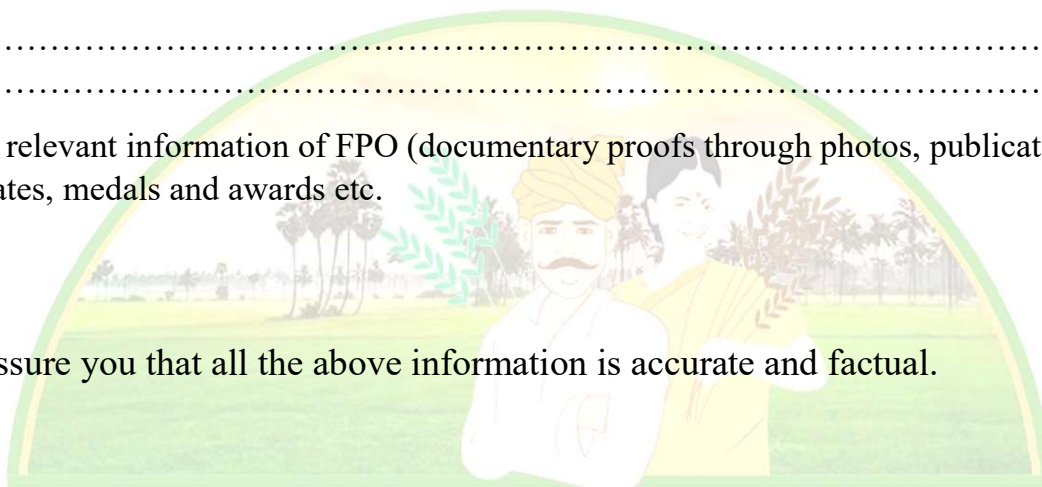 ……………………………………………………………………………
……………………………………………………………………………
relevant information of FPO (documentary proofs through photos, publicat
ates, medals and awards etc.
ssure you that all the above information is accurate and factual.